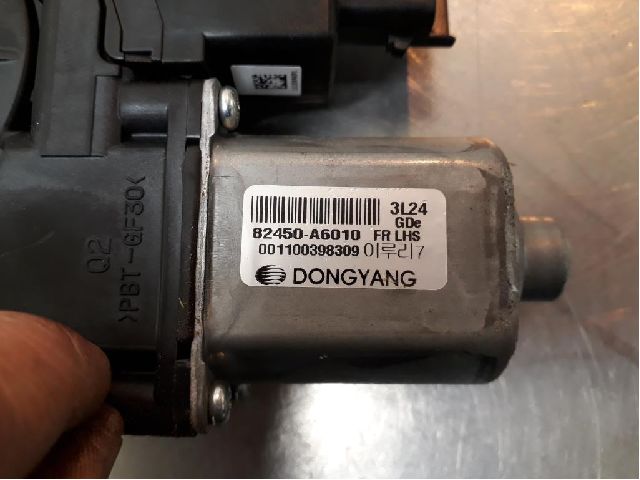 3L24
GDe
82450-A6010 FR LHS
001100398309 이루리7
DONGYANG
Q2
>PBT-GF30<